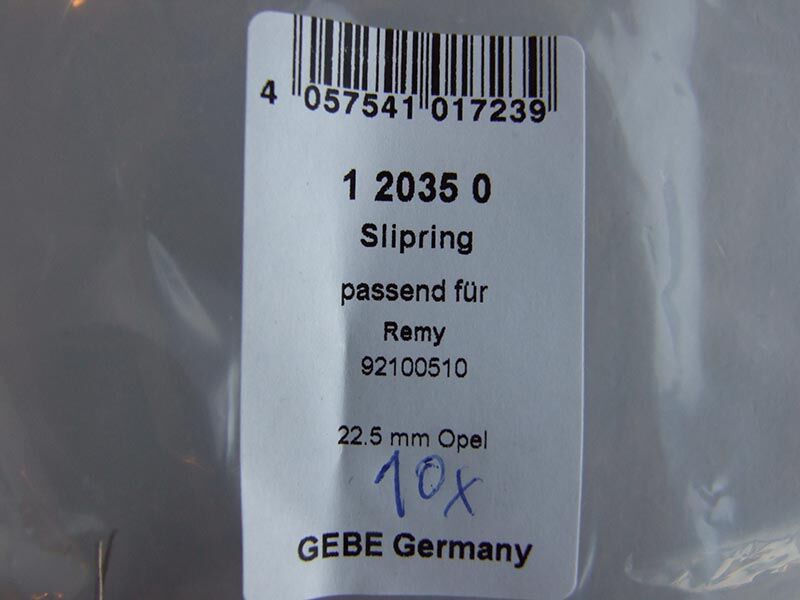 4 057541 017239
1 2035 0
Slipring
passend für
Remy
92100510
22.5 mm Opel
10x
GEBE Germany